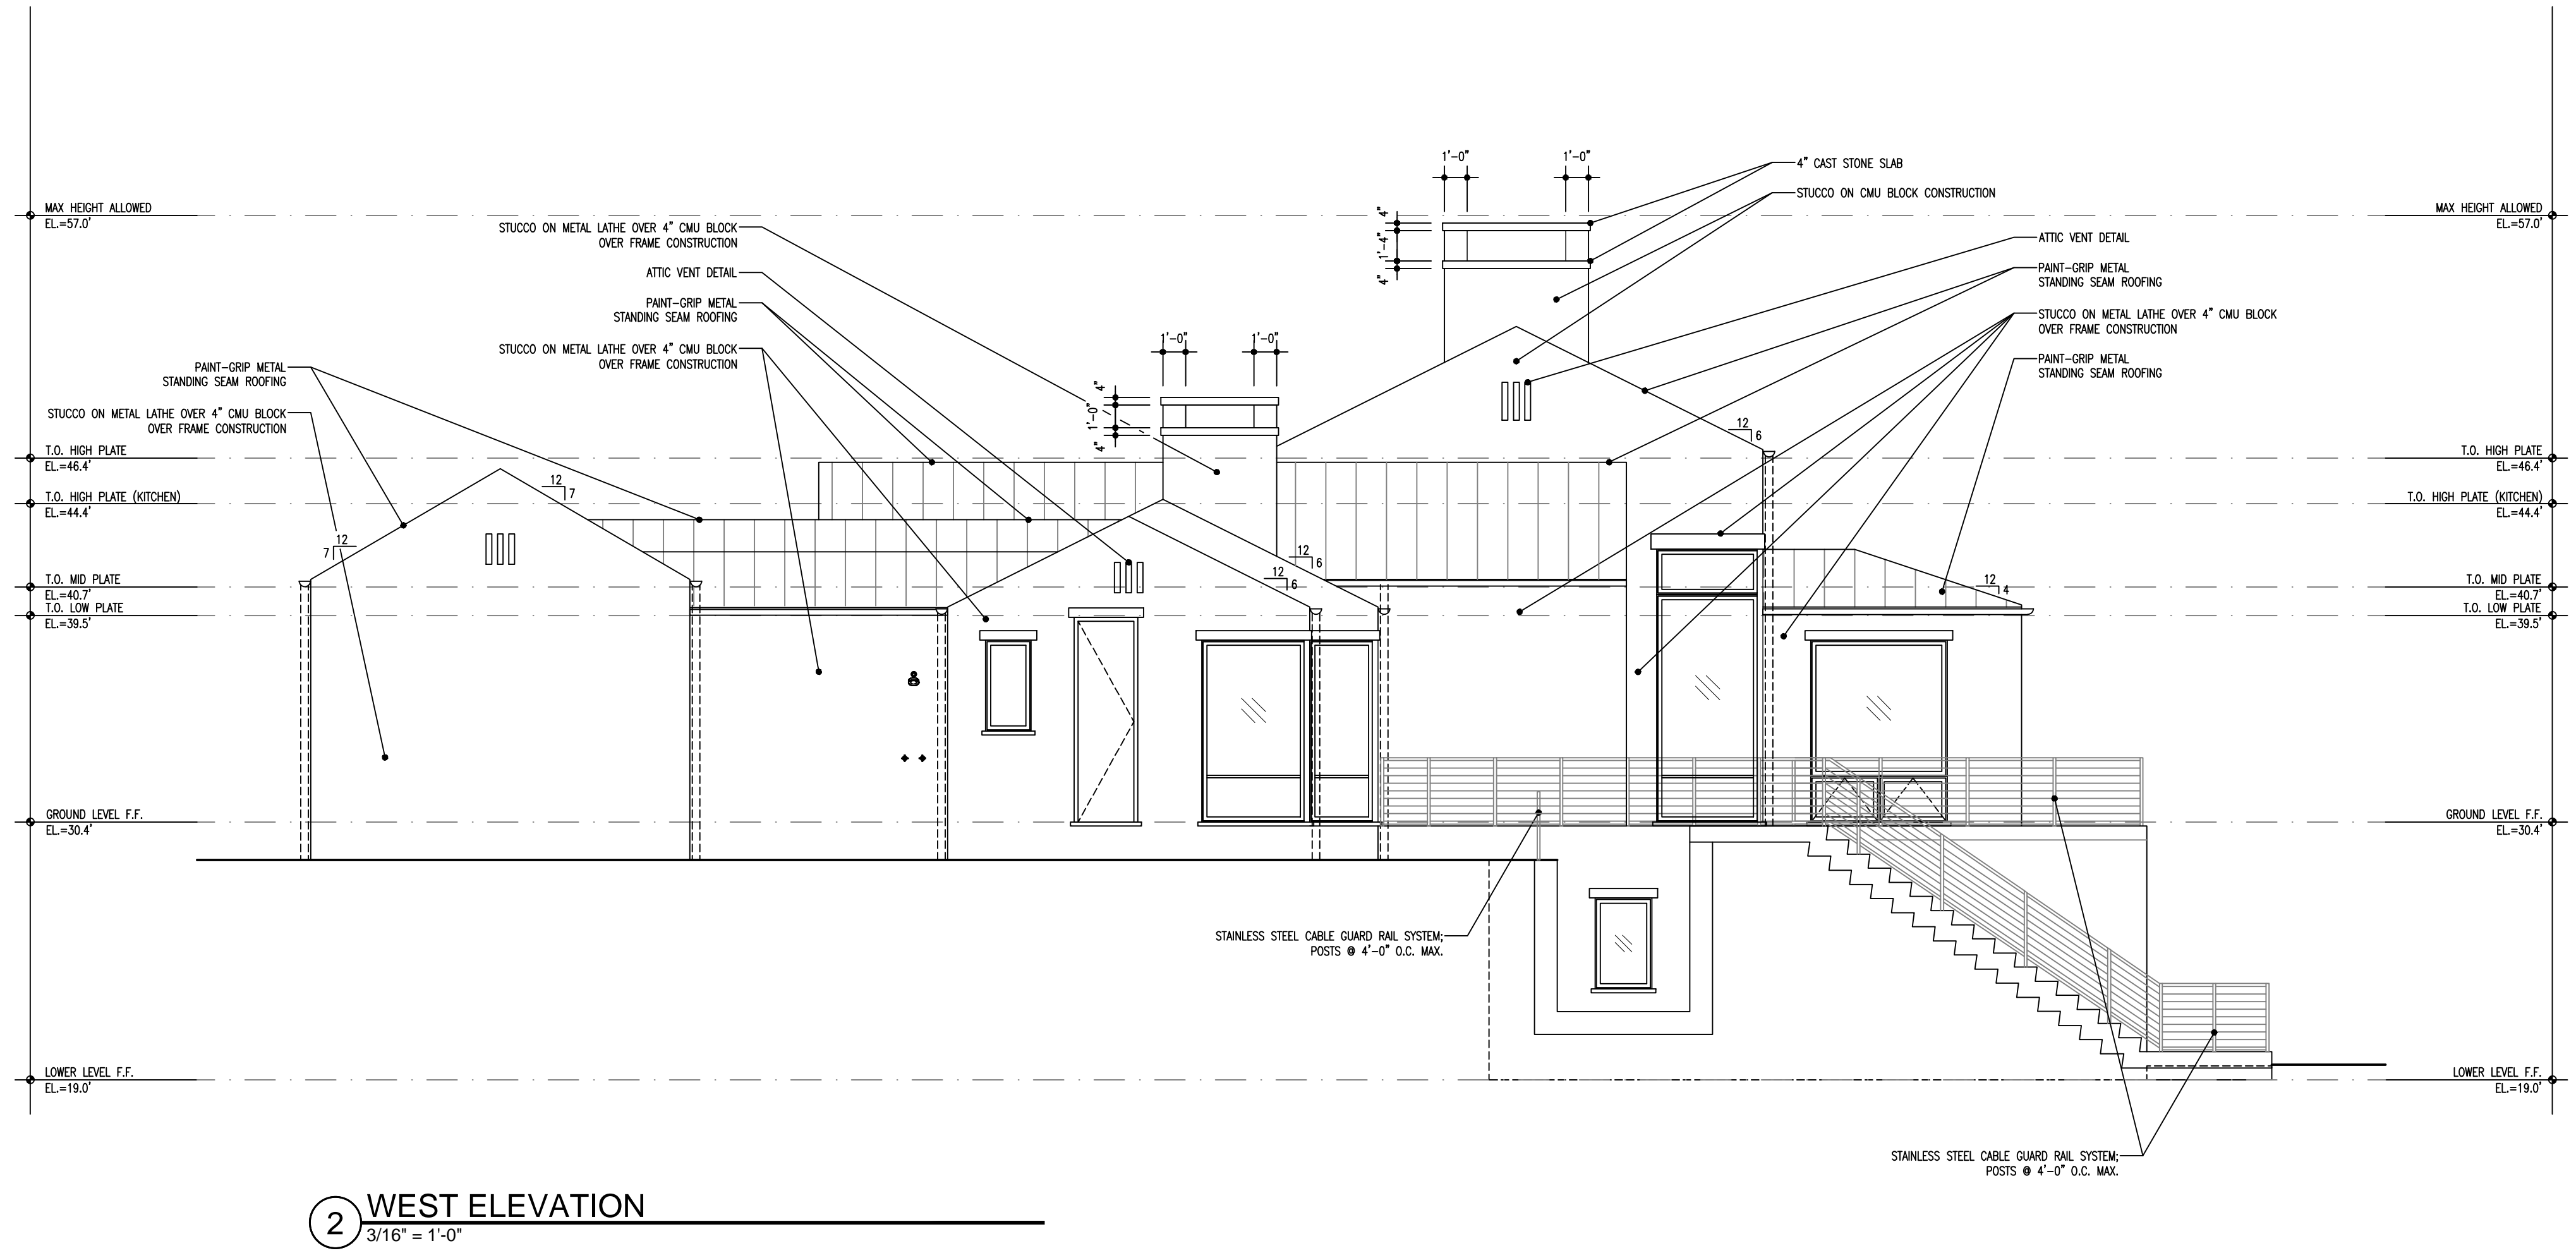 1'-0"
1'-0"
4" CAST STONE SLAB
STUCCO ON CMU BLOCK CONSTRUCTION
MAX HEIGHT ALLOWED
EL.=57.0'
MAX HEIGHT ALLOWED
EL.=57.0'
4"
1'-4"
4"
STUCCO ON METAL LATHE OVER 4" CMU BLOCK
OVER FRAME CONSTRUCTION
ATTIC VENT DETAIL
ATTIC VENT DETAIL
PAINT-GRIP METAL
STANDING SEAM ROOFING
PAINT-GRIP METAL
STANDING SEAM ROOFING
STUCCO ON METAL LATHE OVER 4" CMU BLOCK
OVER FRAME CONSTRUCTION
STUCCO ON METAL LATHE OVER 4" CMU BLOCK
OVER FRAME CONSTRUCTION
1'-0"
1'-0"
PAINT-GRIP METAL
STANDING SEAM ROOFING
PAINT-GRIP METAL
STANDING SEAM ROOFING
4"
1'-0"
4"
STUCCO ON METAL LATHE OVER 4" CMU BLOCK
OVER FRAME CONSTRUCTION
12
6
T.O. HIGH PLATE
EL.=46.4'
T.O. HIGH PLATE
EL.=46.4'
12
7
T.O. HIGH PLATE (KITCHEN)
EL.=44.4'
T.O. HIGH PLATE (KITCHEN)
EL.=44.4'
12
7
12
6
12
6
12
4
T.O. MID PLATE
EL.=40.7'
T.O. MID PLATE
EL.=40.7'
T.O. LOW PLATE
EL.=39.5'
T.O. LOW PLATE
EL.=39.5'
GROUND LEVEL F.F.
EL.=30.4'
GROUND LEVEL F.F.
EL.=30.4'
STAINLESS STEEL CABLE GUARD RAIL SYSTEM;
POSTS @ 4'-0" O.C. MAX.
LOWER LEVEL F.F.
EL.=19.0'
LOWER LEVEL F.F.
EL.=19.0'
STAINLESS STEEL CABLE GUARD RAIL SYSTEM;
POSTS @ 4'-0" O.C. MAX.
2
WEST ELEVATION
3/16" = 1'-0"